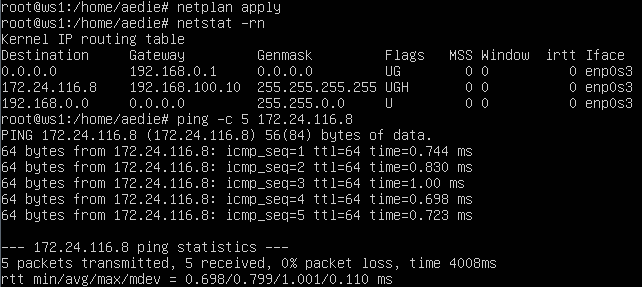 root@ws1:/home/aedie# netplan apply
root@ws1:/home/aedie# netstat -rn
Kernel IP routing table
Destination     Gateway         Genmask         Flags   MSS Window  irtt Iface
0.0.0.0         192.168.0.1     0.0.0.0         UG        0 0          0 enp0s3
172.24.116.8    192.168.100.10  255.255.255.255 UGH       0 0          0 enp0s3
192.168.0.0     0.0.0.0         255.255.0.0     U         0 0          0 enp0s3
root@ws1:/home/aedie# ping -c 5 172.24.116.8
PING 172.24.116.8 (172.24.116.8) 56(84) bytes of data.
64 bytes from 172.24.116.8: icmp_seq=1 ttl=64 time=0.744 ms
64 bytes from 172.24.116.8: icmp_seq=2 ttl=64 time=0.830 ms
64 bytes from 172.24.116.8: icmp_seq=3 ttl=64 time=1.00 ms
64 bytes from 172.24.116.8: icmp_seq=4 ttl=64 time=0.698 ms
64 bytes from 172.24.116.8: icmp_seq=5 ttl=64 time=0.723 ms

--- 172.24.116.8 ping statistics ---
5 packets transmitted, 5 received, 0% packet loss, time 4008ms
rtt min/avg/max/mdev = 0.698/0.799/1.001/0.110 ms